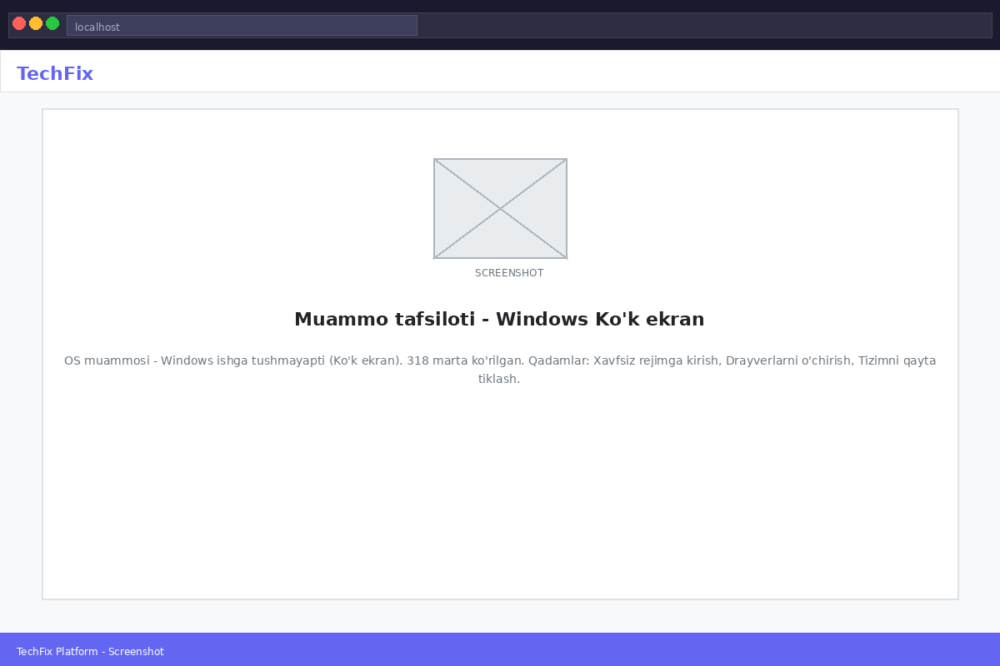 localhost
TechFix
SCREENSHOT
Muammo tafsiloti - Windows Ko'k ekran
OS muammosi - Windows ishga tushmayapti (Ko'k ekran). 318 marta ko'rilgan. Qadamlar: Xavfsiz rejimga kirish, Drayverlarni o'chirish, Tizimni qayta
tiklash.
TechFix Platform - Screenshot